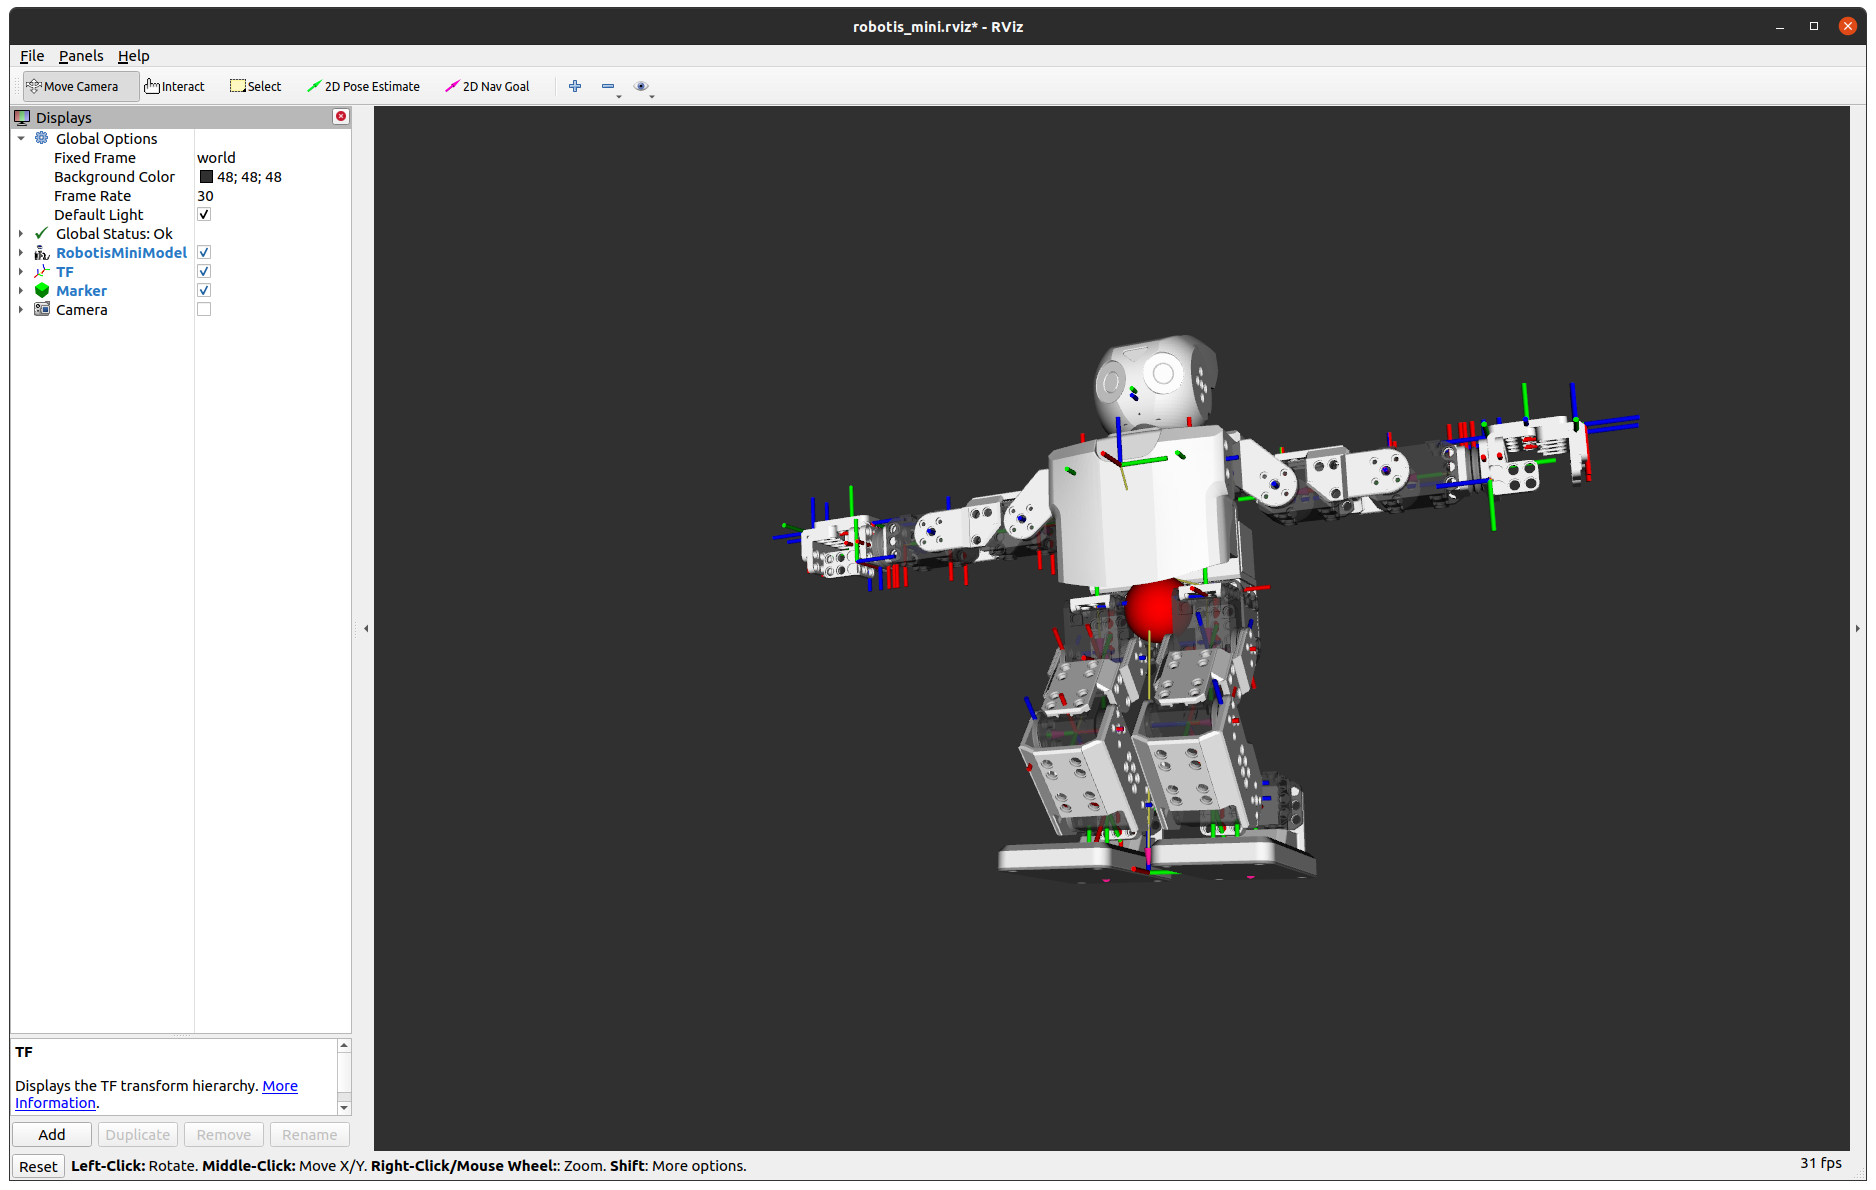 robotis_mini.rviz* - RViz
File Panels Help
Move Camera Interact Select 2D Pose Estimate 2D Nav Goal
Displays
Global Options
Fixed Frame world
Background Color 48; 48; 48
Frame Rate 30
Default Light
Global Status: Ok
RobotisMiniModel
TF
Marker
Camera
TF
Displays the TF transform hierarchy. More
Information.
Add Duplicate Remove Rename
Reset Left-Click: Rotate. Middle-Click: Move X/Y. Right-Click/Mouse Wheel:: Zoom. Shift: More options. 31 fps